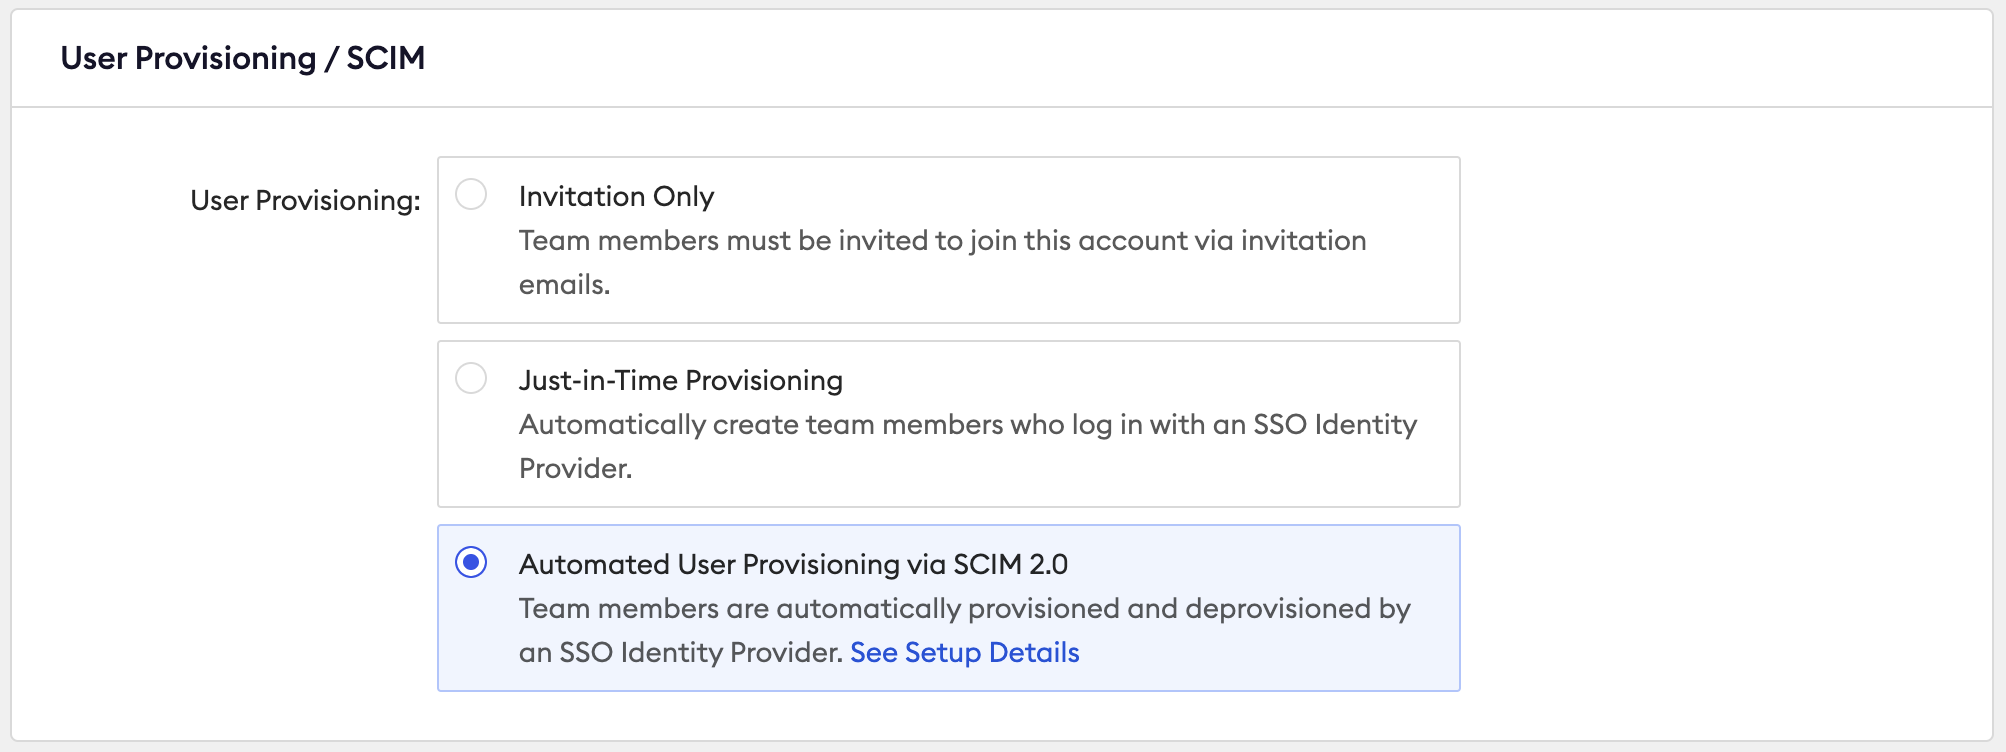 User Provisioning / SCIM
User Provisioning:
Invitation Only
Team members must be invited to join this account via invitation
emails.
Just-in-Time Provisioning
Automatically create team members who log in with an SSO Identity
Provider.
Automated User Provisioning via SCIM 2.0
Team members are automatically provisioned and deprovisioned by
an SSO Identity Provider. See Setup Details